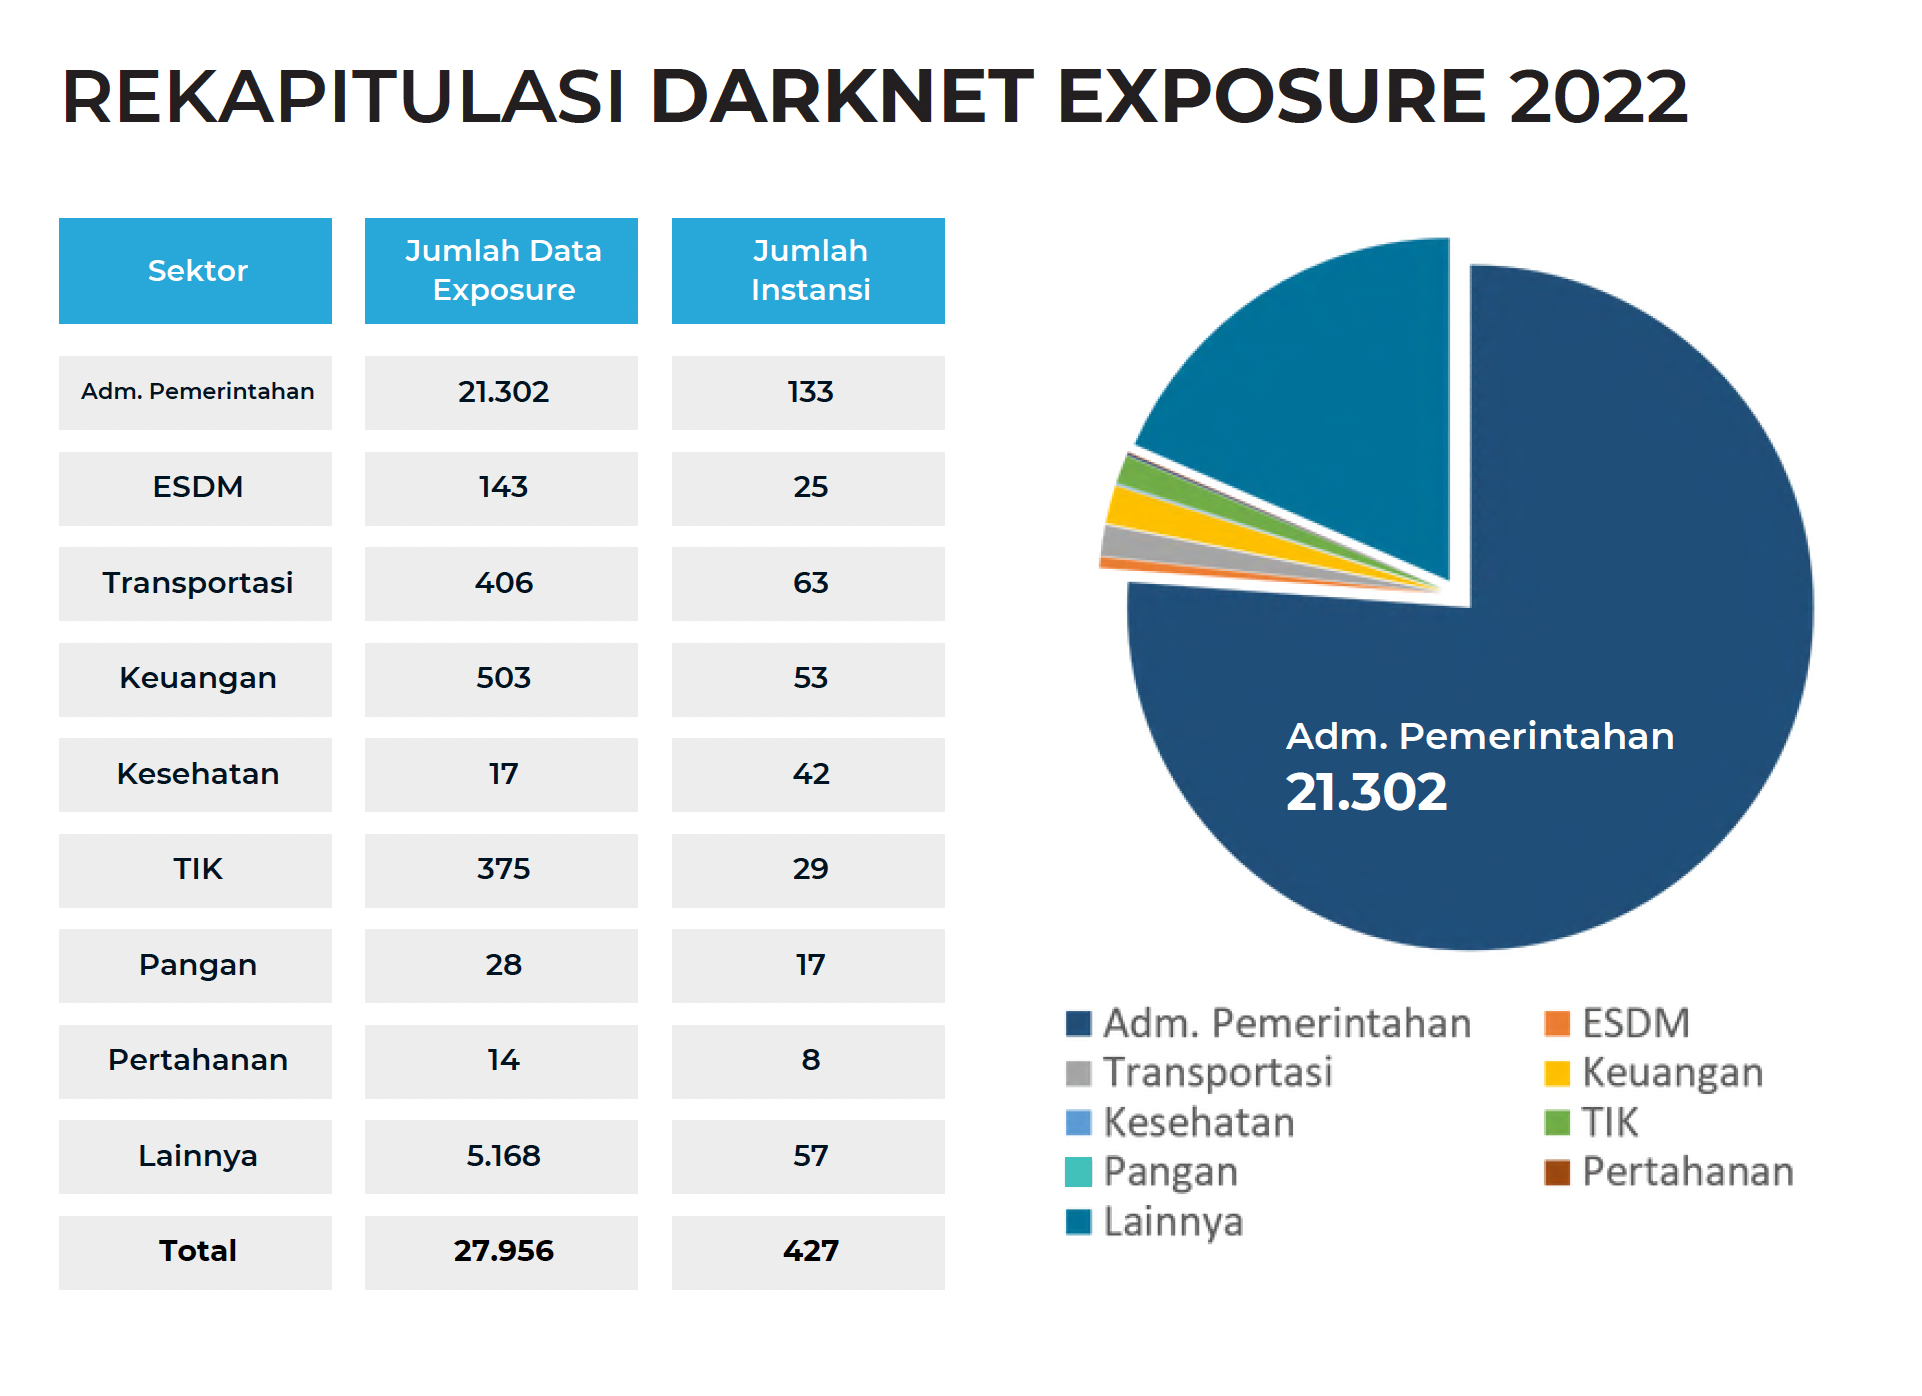 REKAPITULASI DARKNET EXPOSURE 2022
Sektor
Jumlah Data
Exposure
Jumlah
Instansi
Adm. Pemerintahan 21.302 133
ESDM 143 25
Transportasi 406 63
Keuangan 503 53
Kesehatan 17 42
TIK 375 29
Pangan 28 17
Pertahanan 14 8
Lainnya 5.168 57
Total 27.956 427
Adm. Pemerintahan
21.302
Adm. Pemerintahan ESDM
Transportasi Keuangan
Kesehatan TIK
Pangan Pertahanan
Lainnya